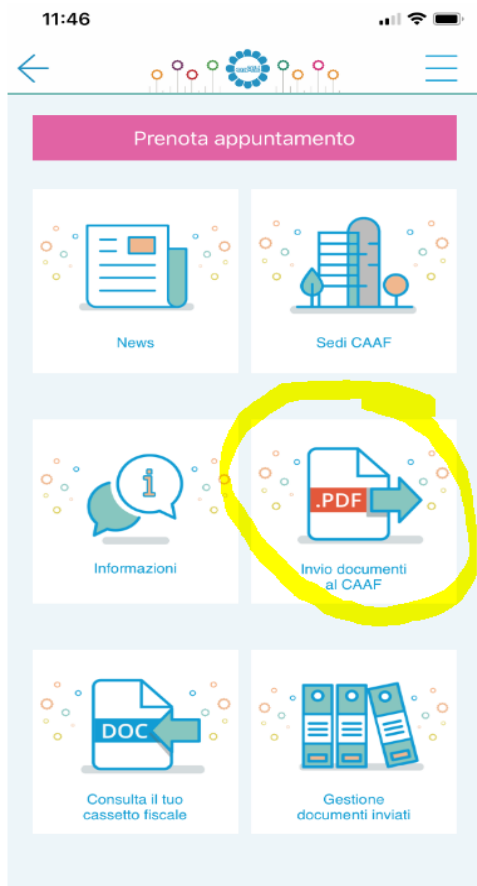 11:46
Prenota appuntamento
News
Sedi CAAF
i
Informazioni
.PDF
Invio documenti
al CAAF
DOC
Consulta il tuo
cassetto fiscale
Gestione
documenti inviati